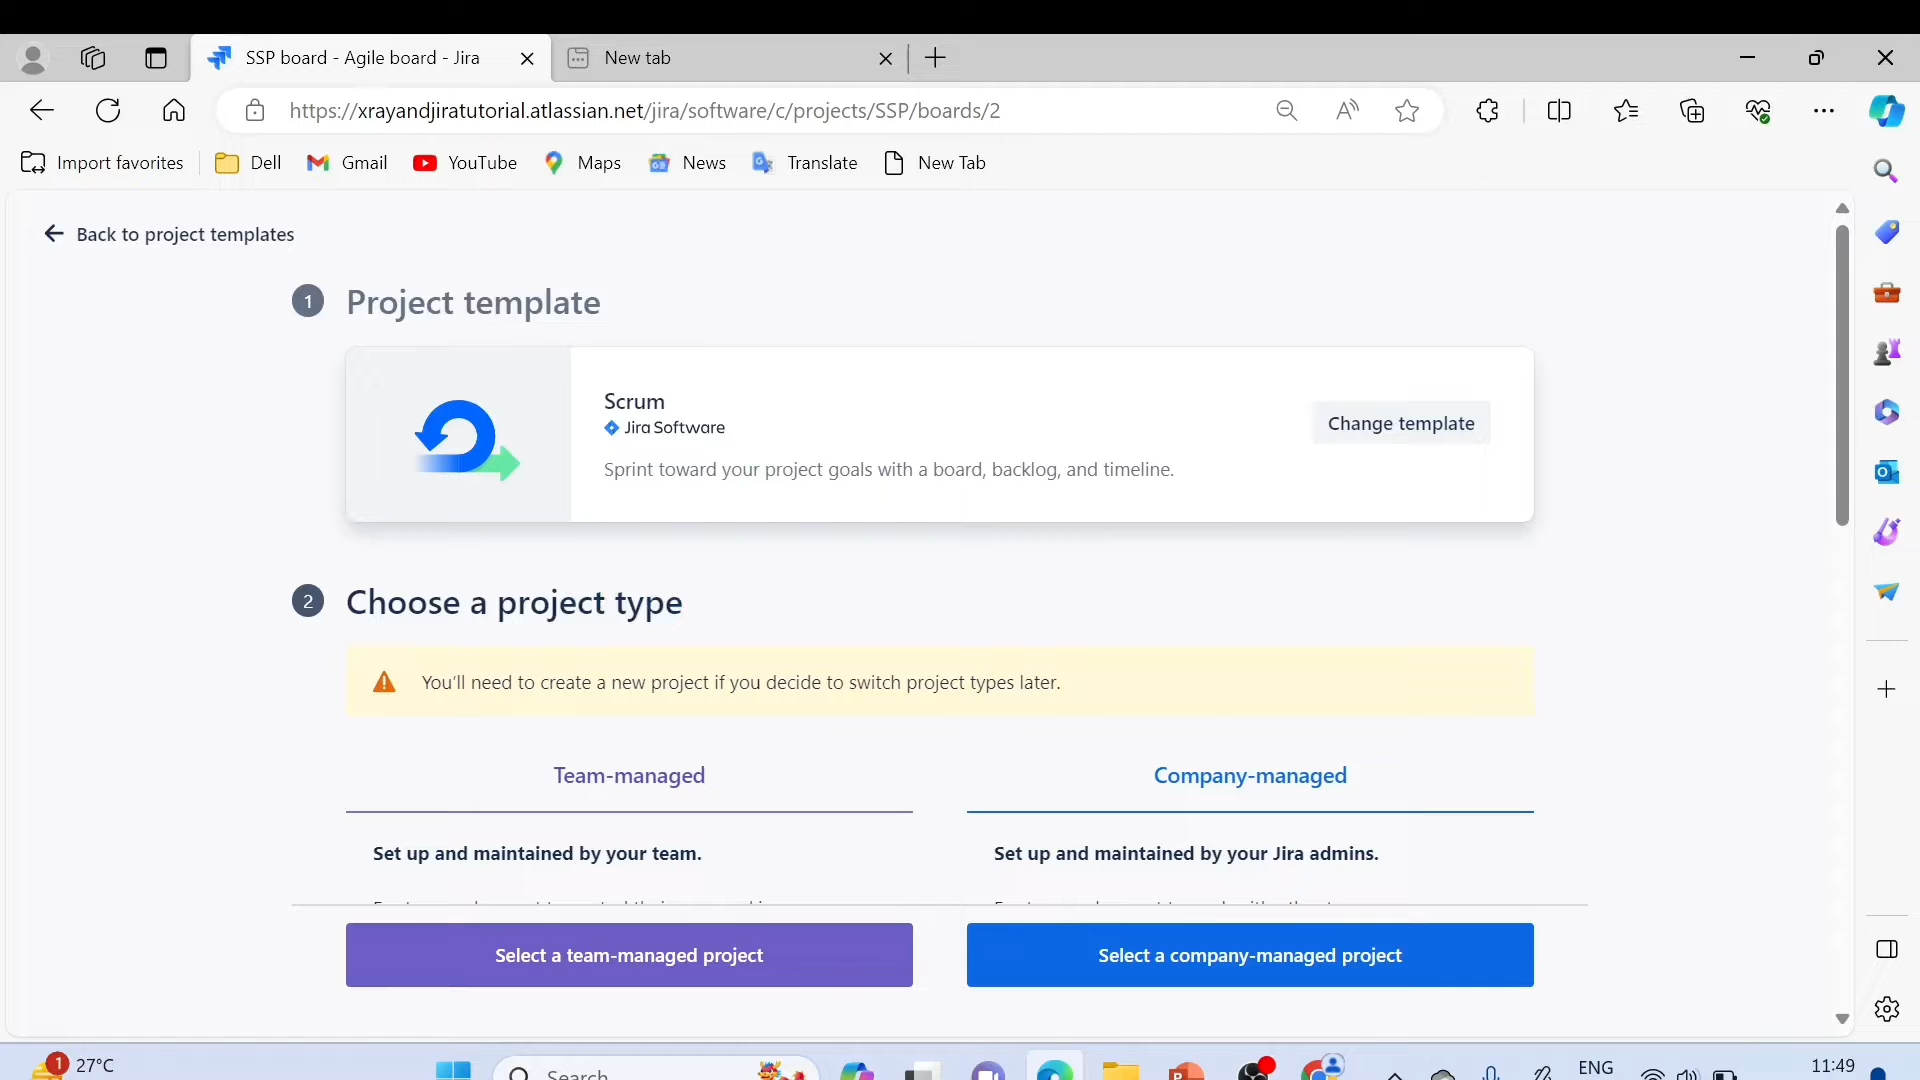 SSP board - Agile board - Jira
New tab
https://xrayandjiratutorial.atlassian.net/jira/software/c/projects/SSP/boards/2
Import favorites
Dell
Gmail
YouTube
Maps
News
Translate
New Tab
Back to project templates
1 Project template
Scrum
Jira Software
Sprint toward your project goals with a board, backlog, and timeline.
Change template
2 Choose a project type
You'll need to create a new project if you decide to switch project types later.
Team-managed
Company-managed
Set up and maintained by your team.
Set up and maintained by your Jira admins.
Select a team-managed project
Select a company-managed project
1
27°C
Search
ENG
11:49